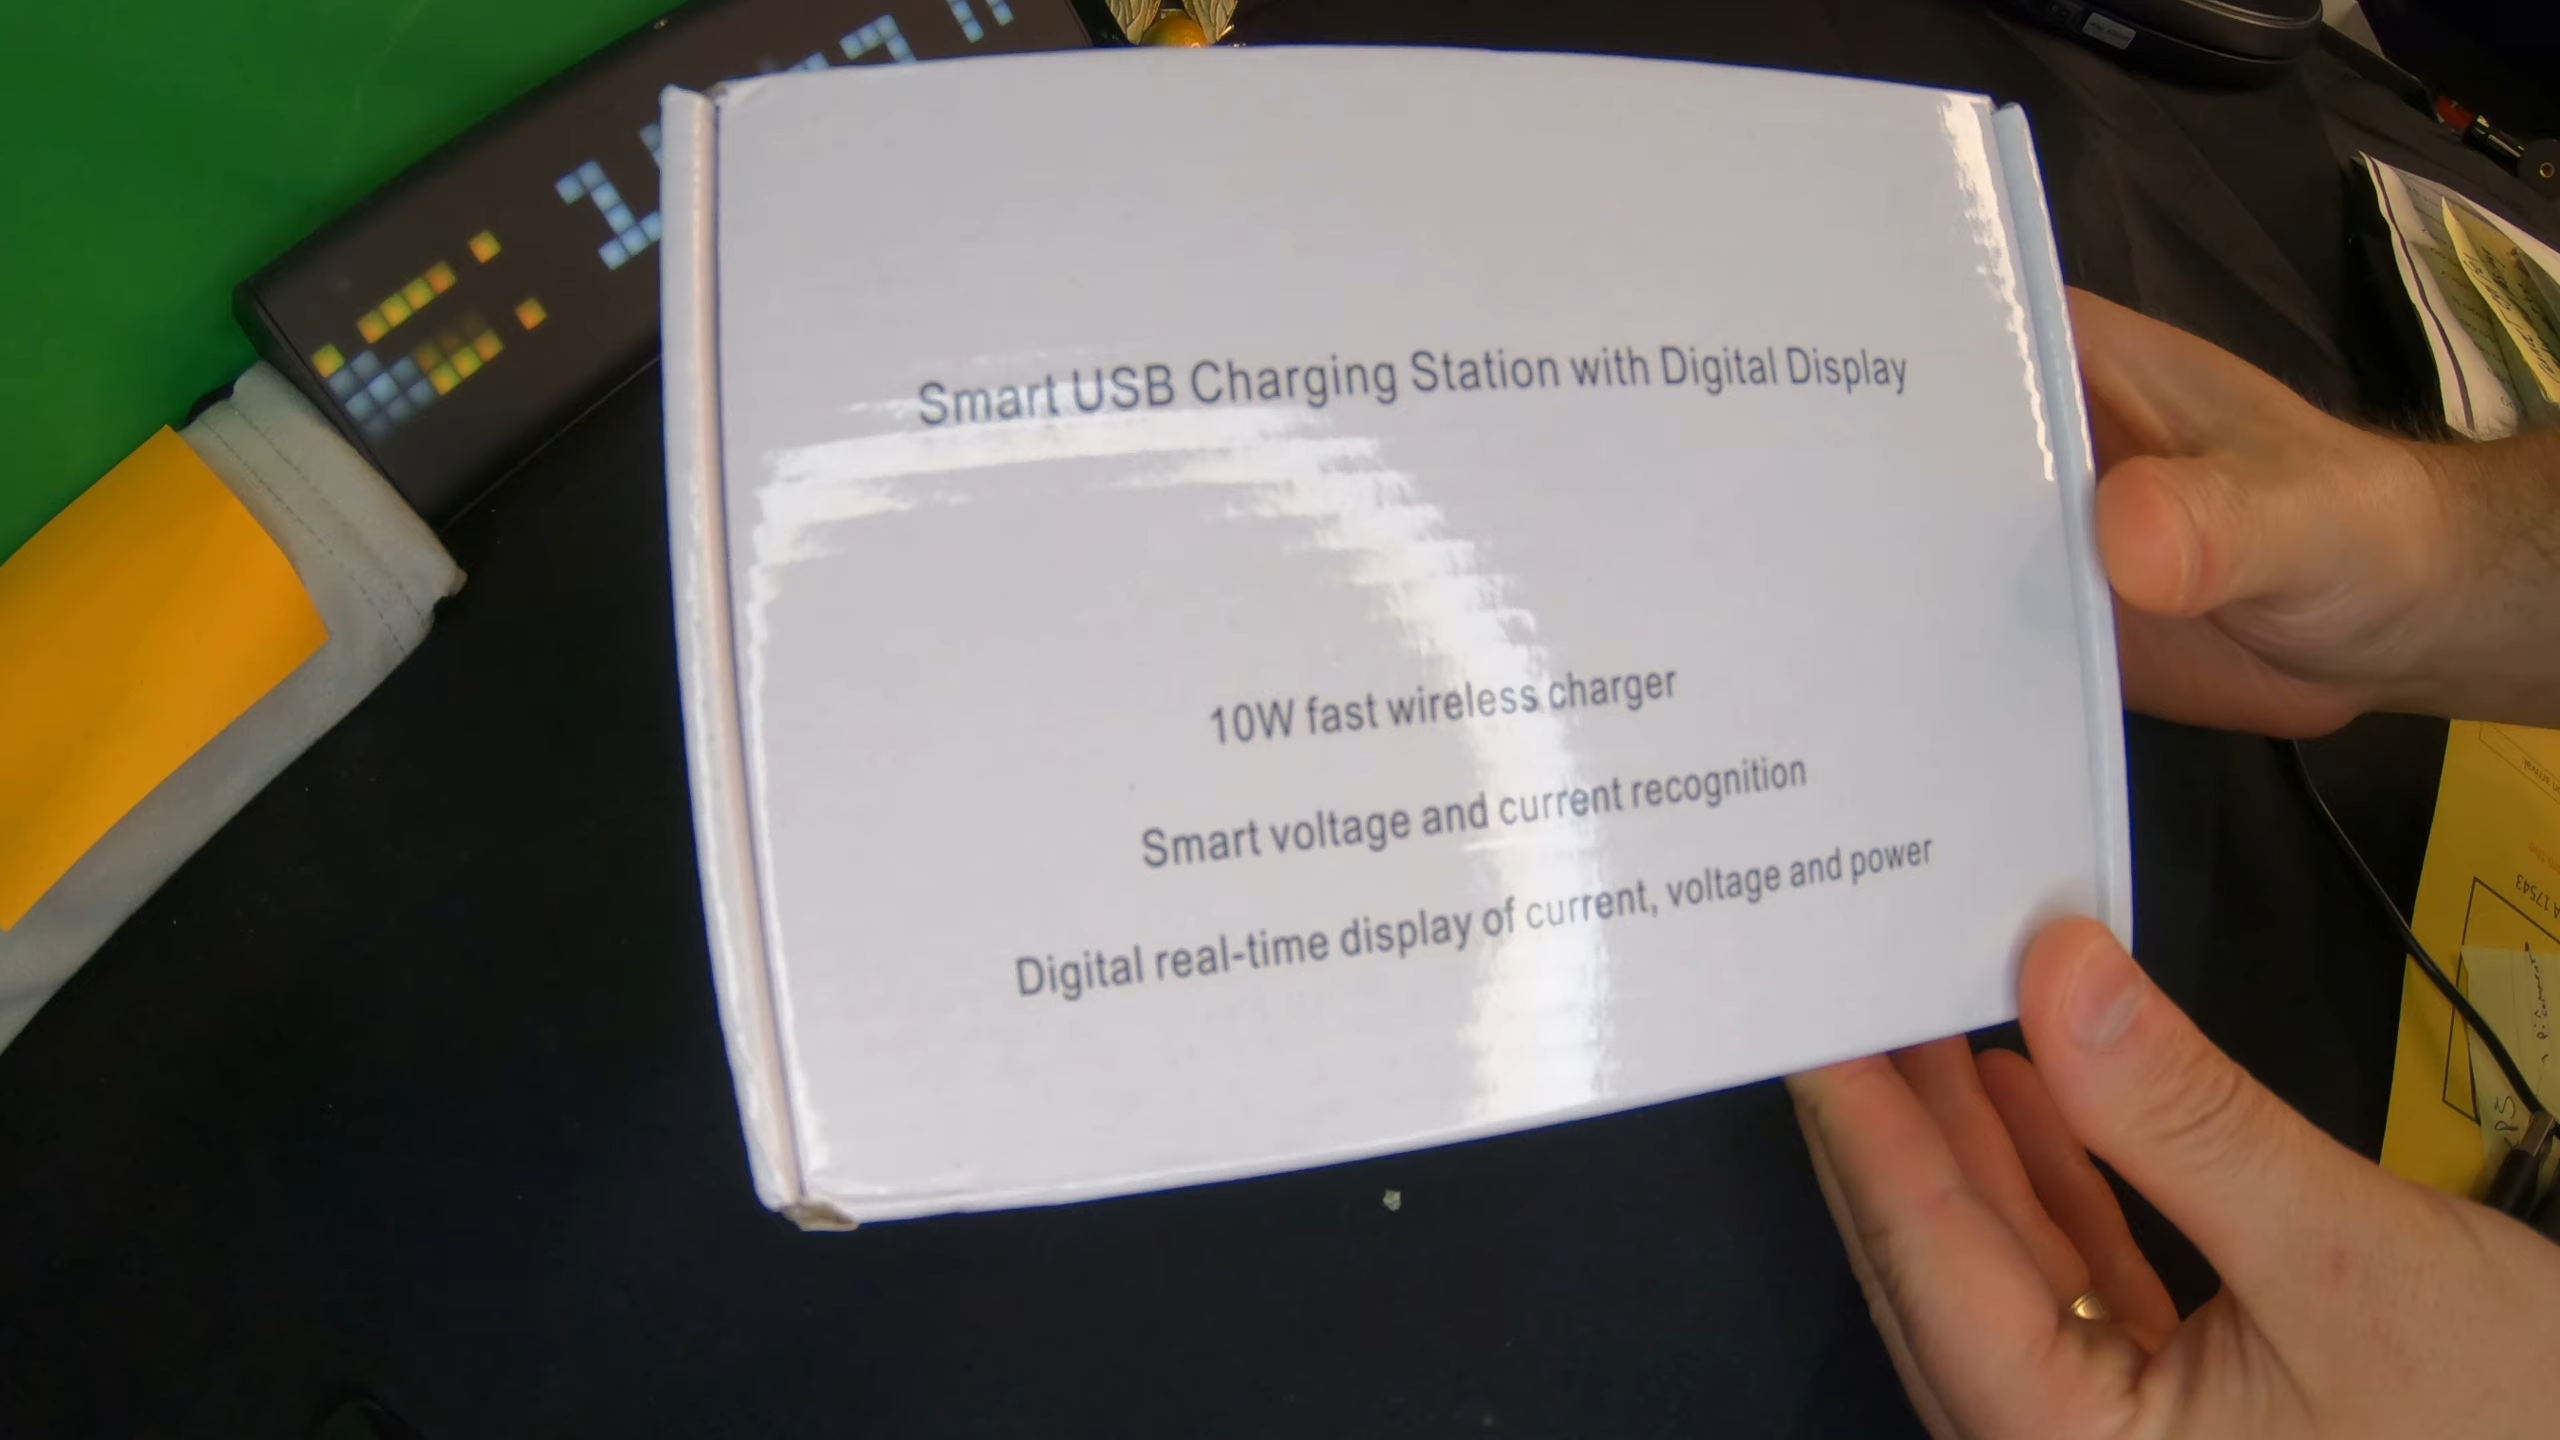 Smart USB Charging Station with Digital Display
10W fast wireless charger
Smart voltage and current recognition
Digital real-time display of current, voltage and power
A 17543